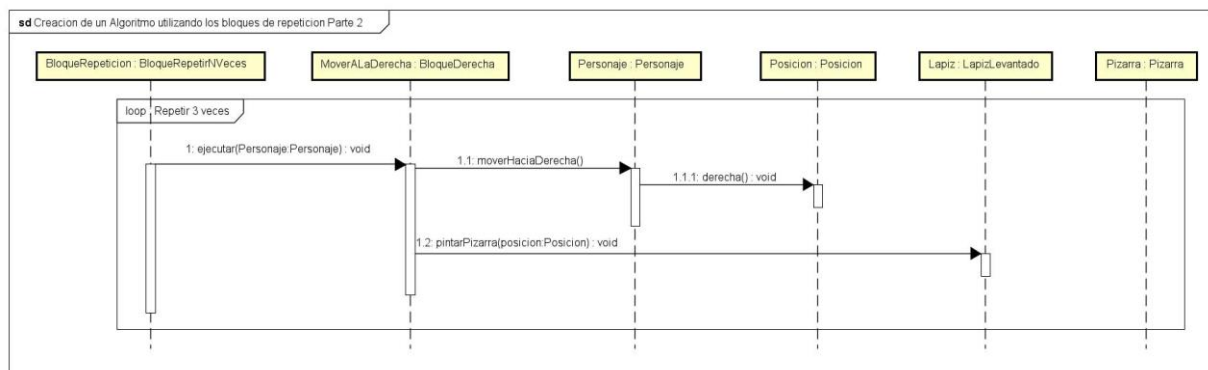 sd Creacion de un Algoritmo utilizando los bloques de repeticion Parte 2
BloqueRepeticion : BloqueRepetirNVeces
MoverALaDerecha : BloqueDerecha
Personaje : Personaje
Posicion : Posicion
Lapiz : LapizLevantado
Pizarra : Pizarra
loop , Repetir 3 veces
1: ejecutar(Personaje:Personaje) : void
1.1: moverHaciaDerecha()
1.1.1: derecha() : void
1.2: pintarPizarra(posicion:Posicion) : void